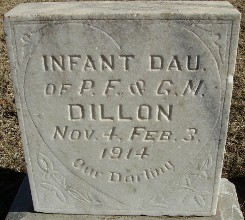 INFANT DAU.
OF P. F. & G. M.
DILLON
NOV. 4. FEB. 3.
1914
Our Darling